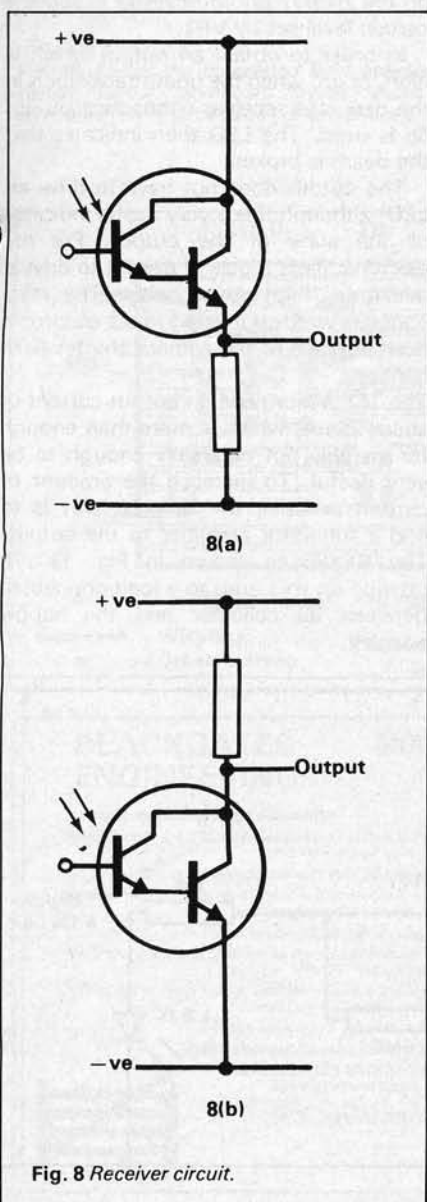 +ve
Output
−ve
8(a)
+ve
Output
−ve
8(b)
Fig. 8 Receiver circuit.